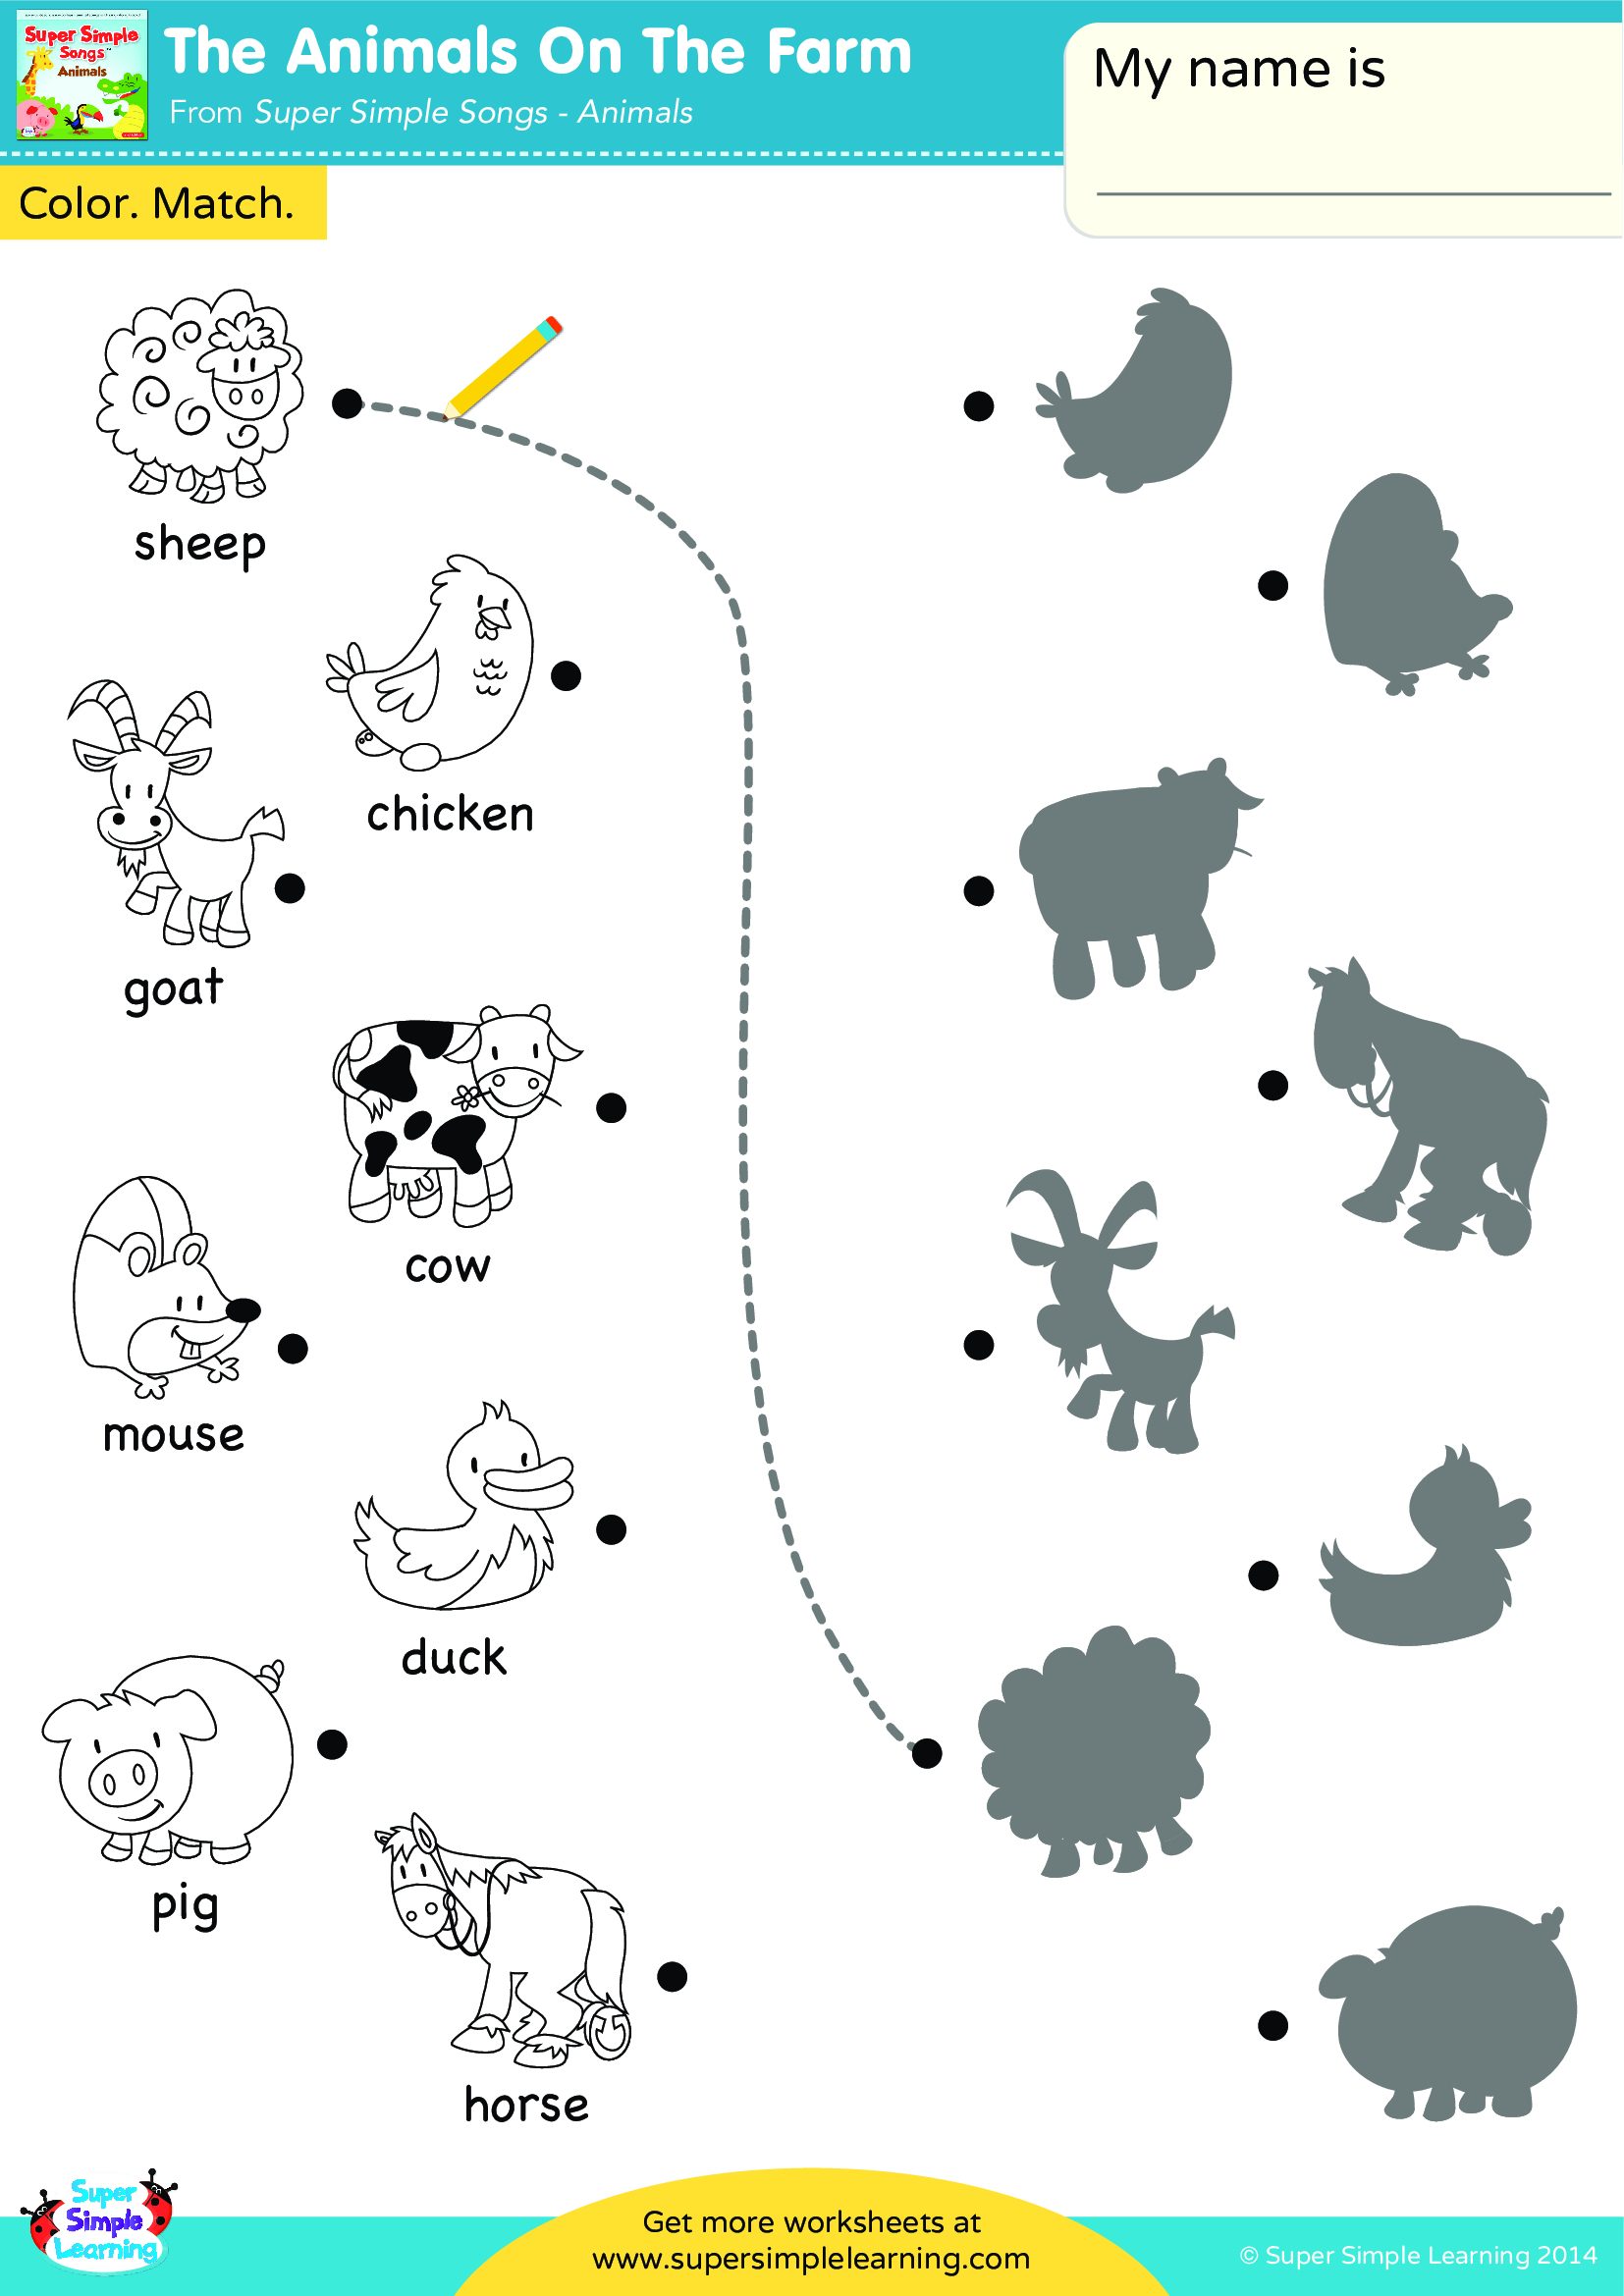 Super Simple
Songs™
Animals
The Animals On The Farm
From Super Simple Songs - Animals
My name is
Color. Match.
sheep
chicken
goat
cow
mouse
duck
pig
horse
Super
Simple
Learning
Get more worksheets at
www.supersimplelearning.com
© Super Simple Learning 2014